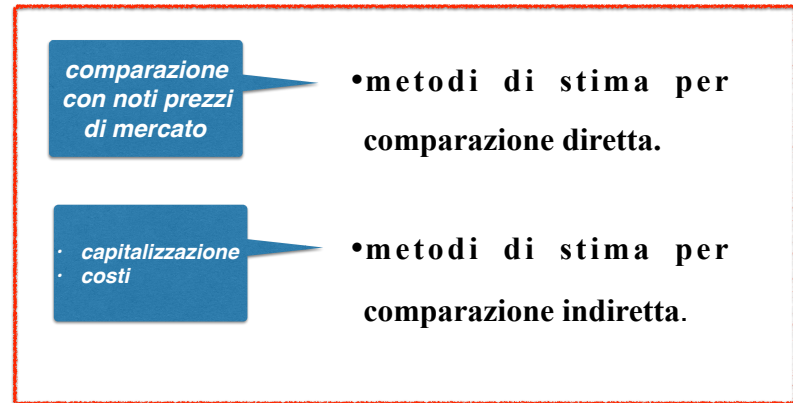 comparazione
con noti prezzi
di mercato
•metodi di stima per
comparazione diretta.
· capitalizzazione
· costi
•metodi di stima per
comparazione indiretta.